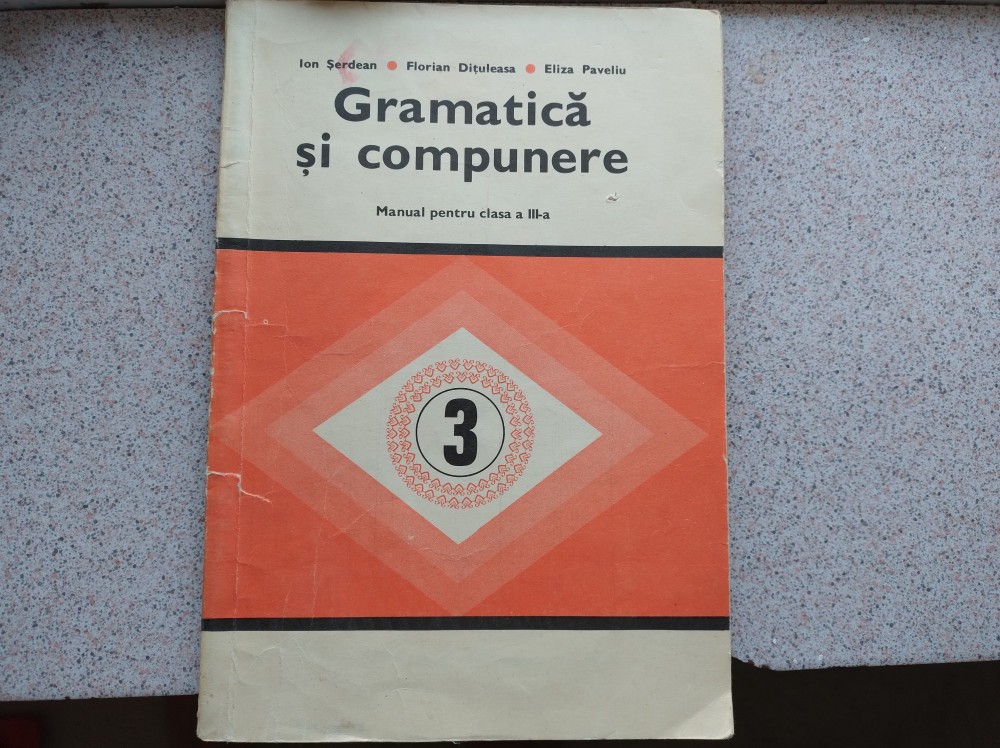 Ion Șerdean ● Florian Dițuleasa ● Eliza Paveliu
Gramatică
și compunere
Manual pentru clasa a III-a
3